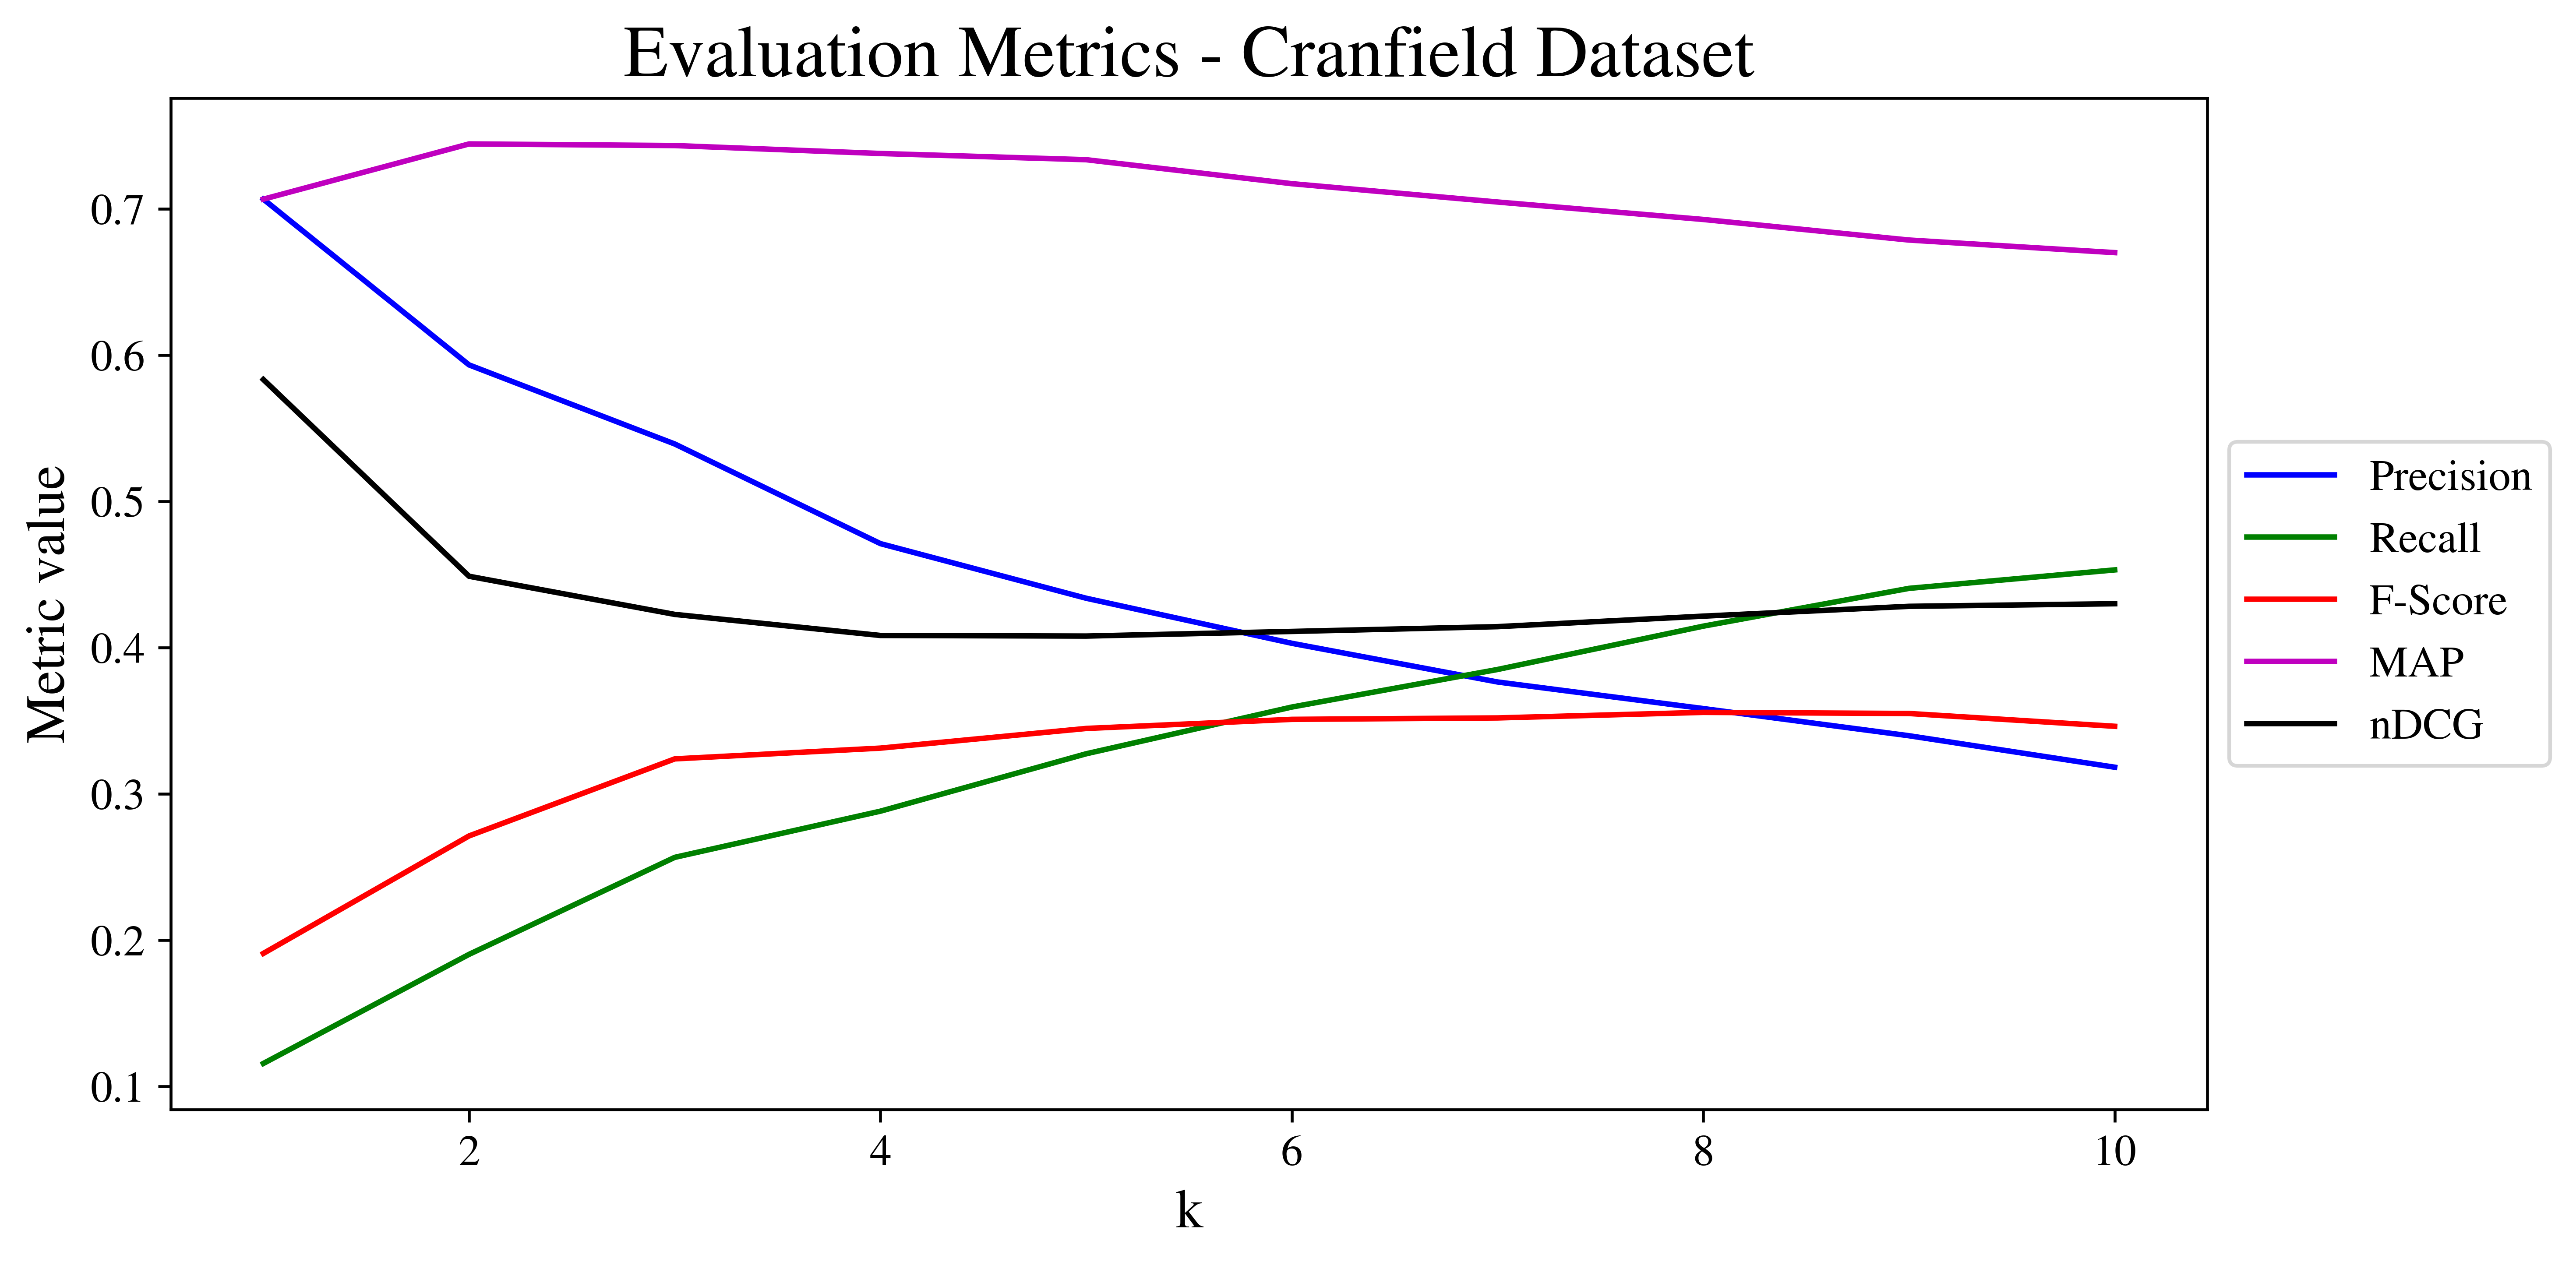 Evaluation Metrics - Cranfield Dataset
Metric value
0.7
0.6
0.5
0.4
0.3
0.2
0.1
2 4 6 8 10
k
Precision
Recall
F-Score
MAP
nDCG